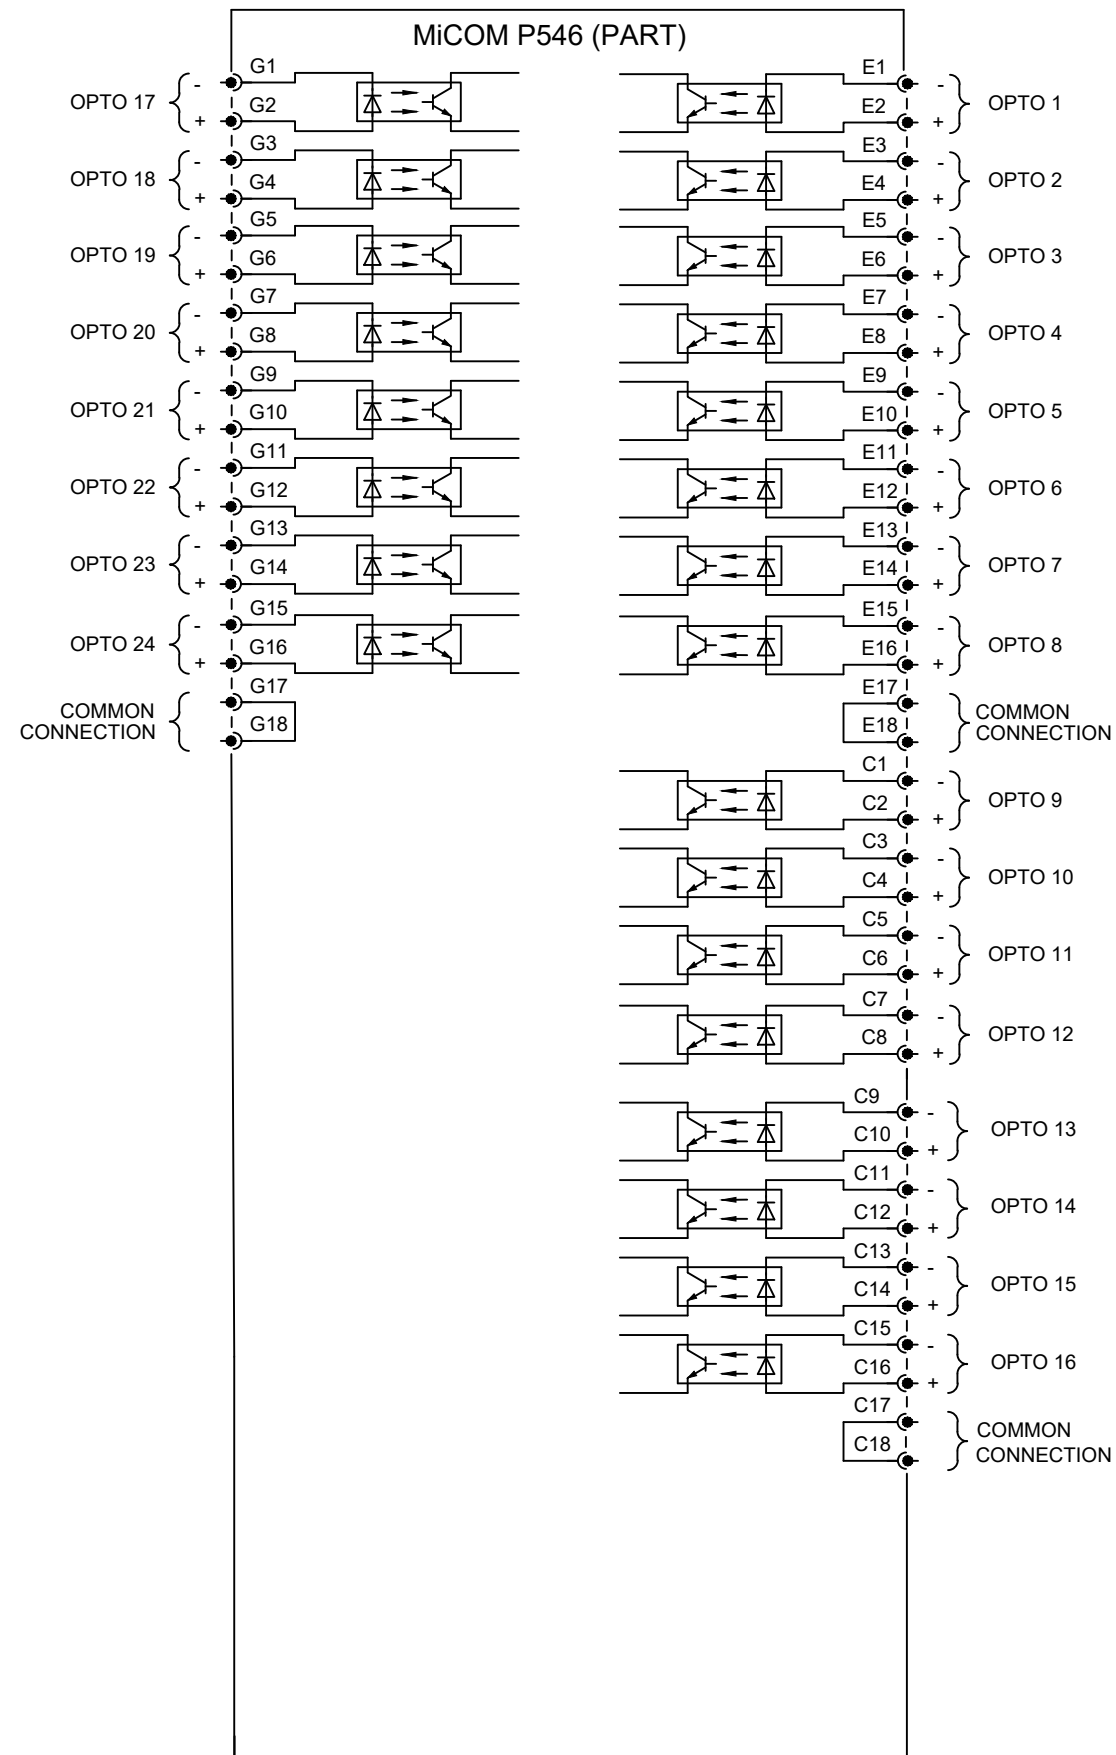 MiCOM P546 (PART)
OPTO 17
-
G1
+
G2
OPTO 18
-
G3
+
G4
OPTO 19
-
G5
+
G6
OPTO 20
-
G7
+
G8
OPTO 21
-
G9
+
G10
OPTO 22
-
G11
+
G12
OPTO 23
-
G13
+
G14
OPTO 24
-
G15
+
G16
COMMON
CONNECTION
G17
G18
E1
-
E2
+
OPTO 1
E3
-
E4
+
OPTO 2
E5
-
E6
+
OPTO 3
E7
-
E8
+
OPTO 4
E9
-
E10
+
OPTO 5
E11
-
E12
+
OPTO 6
E13
-
E14
+
OPTO 7
E15
-
E16
+
OPTO 8
E17
E18
COMMON
CONNECTION
C1
-
C2
+
OPTO 9
C3
-
C4
+
OPTO 10
C5
-
C6
+
OPTO 11
C7
-
C8
+
OPTO 12
C9
-
C10
+
OPTO 13
C11
-
C12
+
OPTO 14
C13
-
C14
+
OPTO 15
C15
-
C16
+
OPTO 16
C17
C18
COMMON
CONNECTION